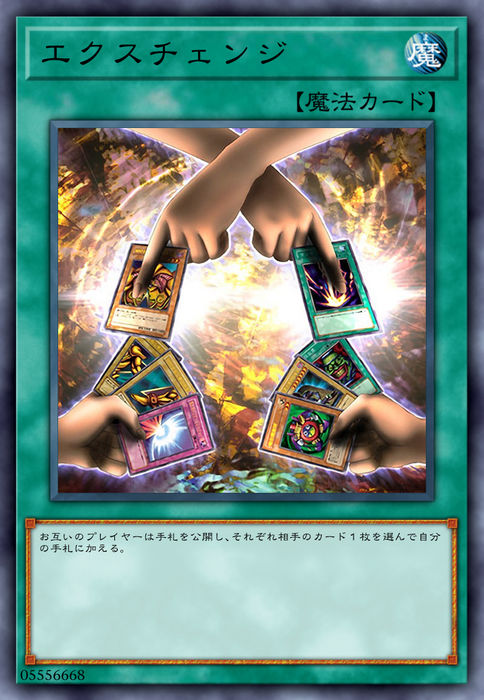 エクスチェンジ
魔
【魔法カード】
お互いのプレイヤーは手札を公開し、それぞれ相手のカード1枚を選んで自分
の手札に加える。
05556668